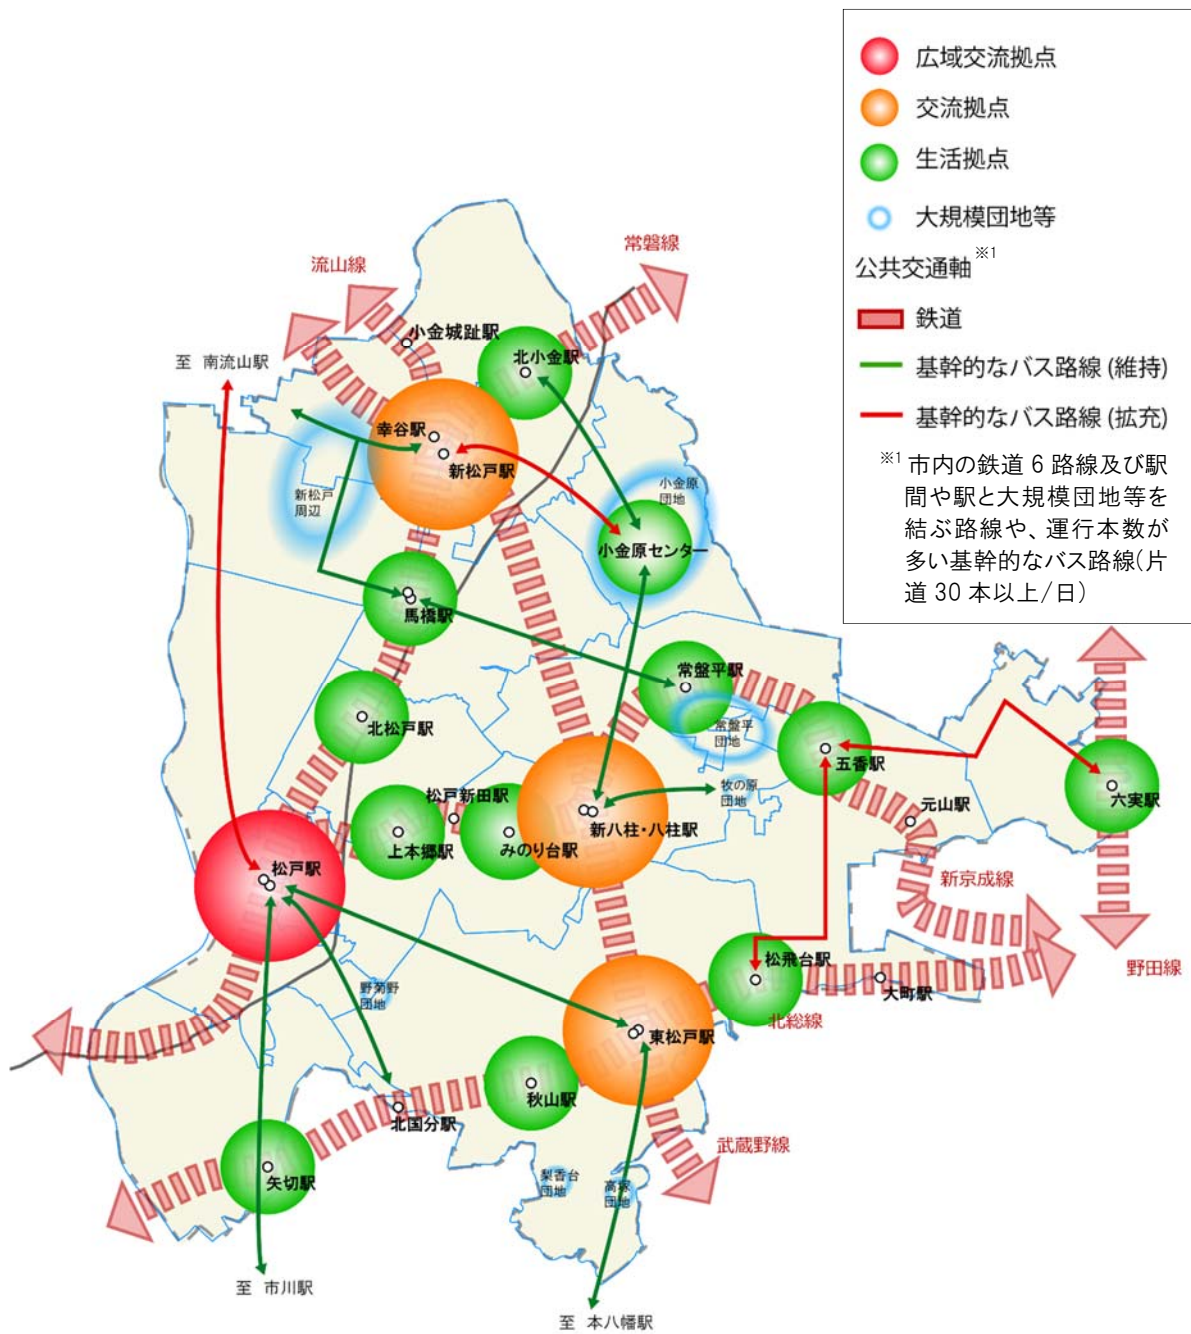 広域交流拠点
交流拠点
生活拠点
大規模団地等
公共交通軸※1
鉄道
基幹的なバス路線(維持)
基幹的なバス路線(拡充)
※1 市内の鉄道 6 路線及び駅
間や駅と大規模団地等を
結ぶ路線や、運行本数が
多い基幹的なバス路線(片
道 30 本以上/日)
常磐線
流山線
小金城趾駅
北小金駅
至 南流山駅
幸谷駅
新松戸駅
新松戸
周辺
小金原
団地
小金原センター
馬橋駅
常盤平駅
常盤平
団地
北松戸駅
五香駅
牧の原
団地
六実駅
元山駅
松戸新田駅
上本郷駅
みのり台駅
新八柱・八柱駅
松戸駅
新京成線
野田線
松飛台駅
大町駅
北総線
野菊野
団地
東松戸駅
秋山駅
北国分駅
武蔵野線
矢切駅
梨香台
団地
高塚
団地
至 市川駅
至 本八幡駅